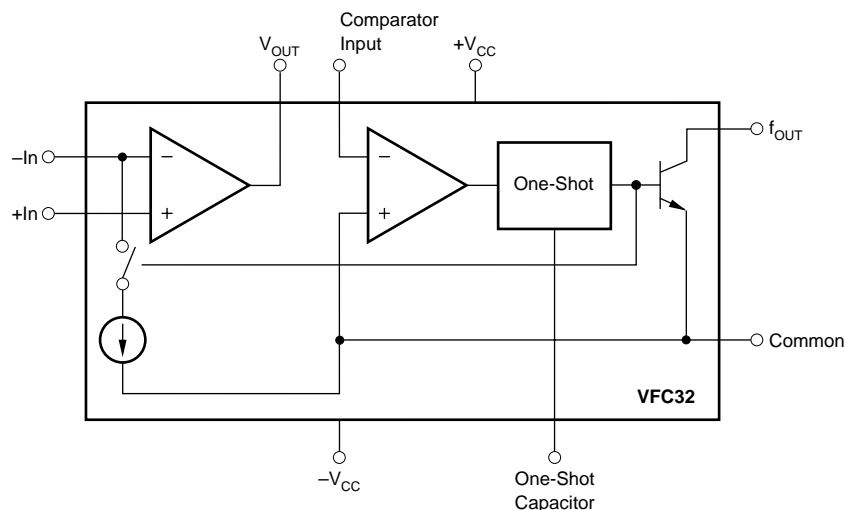 Comparator
Input
V_OUT
+V_CC
f_OUT
–In
−
−
One-Shot
+In
+
+
Common
VFC32
–V_CC
One-Shot
Capacitor